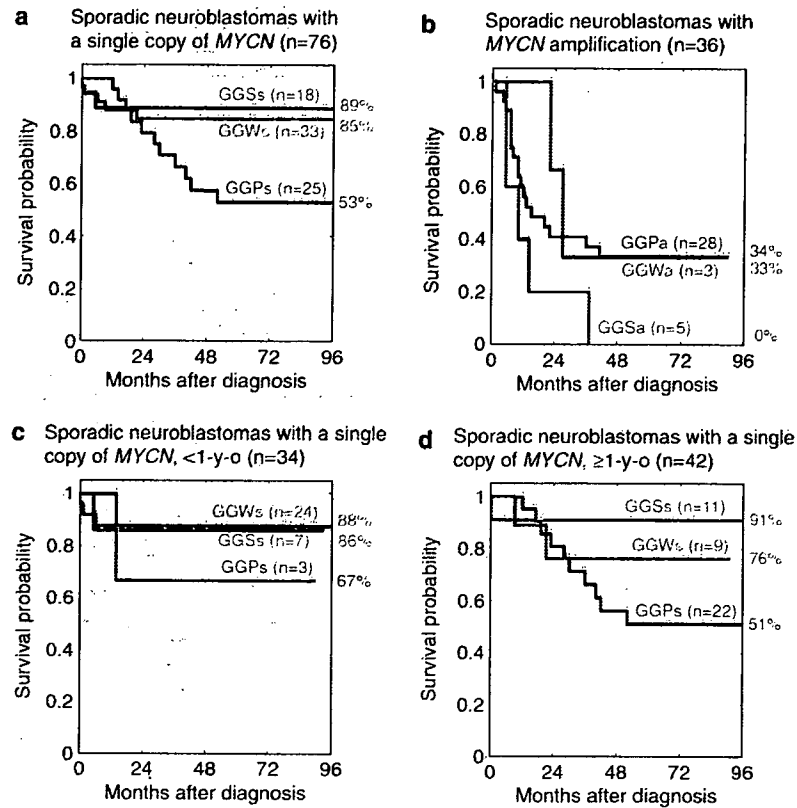 a Sporadic neuroblastomas with
a single copy of MYCN (n=76)
Survival probability
1
0.8
0.6
0.4
0.2
0
GGSs (n=18)
89%
GGWs (n=33)
85%
GGPs (n=25)
53%
0 24 48 72 96
Months after diagnosis
b Sporadic neuroblastomas with
MYCN amplification (n=36)
Survival probability
1
0.8
0.6
0.4
0.2
0
GGPa (n=28)
34%
GGWa (n=3)
33%
GGSa (n=5)
0%
0 24 48 72 96
Months after diagnosis
c Sporadic neuroblastomas with a single
copy of MYCN, <1-y-o (n=34)
Survival probability
1
0.8
0.6
0.4
0.2
0
GGWs (n=24)
88%
GGSs (n=7)
86%
GGPs (n=3)
67%
0 24 48 72 96
Months after diagnosis
d Sporadic neuroblastomas with a single
copy of MYCN, ≥1-y-o (n=42)
Survival probability
1
0.8
0.6
0.4
0.2
0
GGSs (n=11)
91%
GGWs (n=9)
76%
GGPs (n=22)
51%
0 24 48 72 96
Months after diagnosis